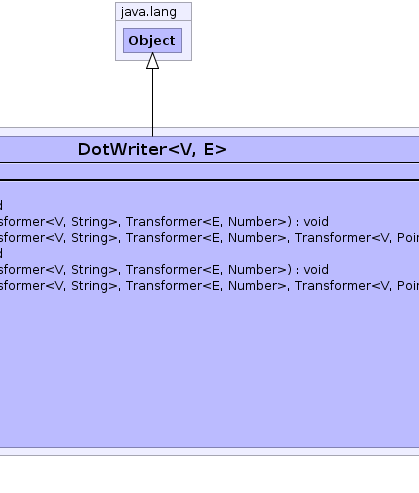 java.lang
Object
DotWriter<V, E>
d
sformer<V, String>, Transformer<E, Number>) : void
sformer<V, String>, Transformer<E, Number>, Transformer<V, Poi
d
sformer<V, String>, Transformer<E, Number>) : void
sformer<V, String>, Transformer<E, Number>, Transformer<V, Poi